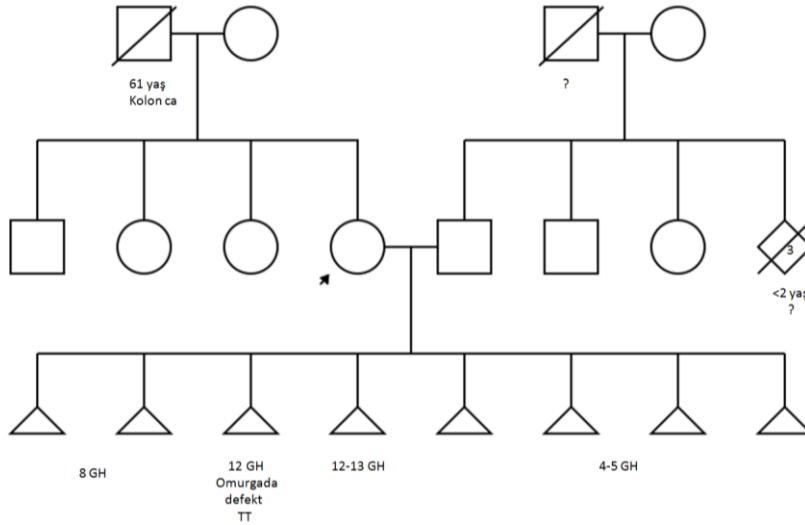 61 yaş
Kolon ca
?
3
<2 yaş
?
8 GH
12 GH
Omurgada
defekt
TT
12-13 GH
4-5 GH